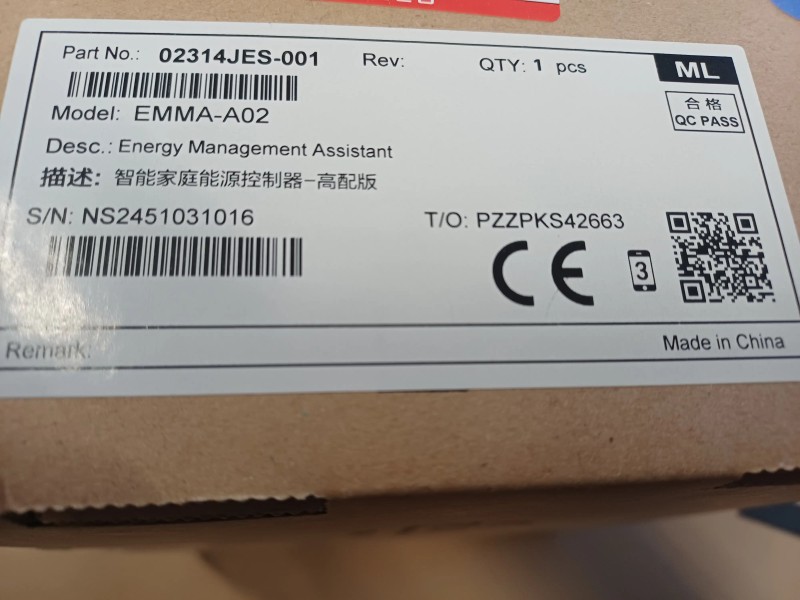 Part No.: 02314JES-001 Rev: QTY: 1 pcs ML
Model: EMMA-A02
合格
QC PASS
Desc.: Energy Management Assistant
描述: 智能家庭能源控制器-高配版
S/N: NS2451031016 T/O: PZZPKS42663
CE 3
Remark:
Made in China